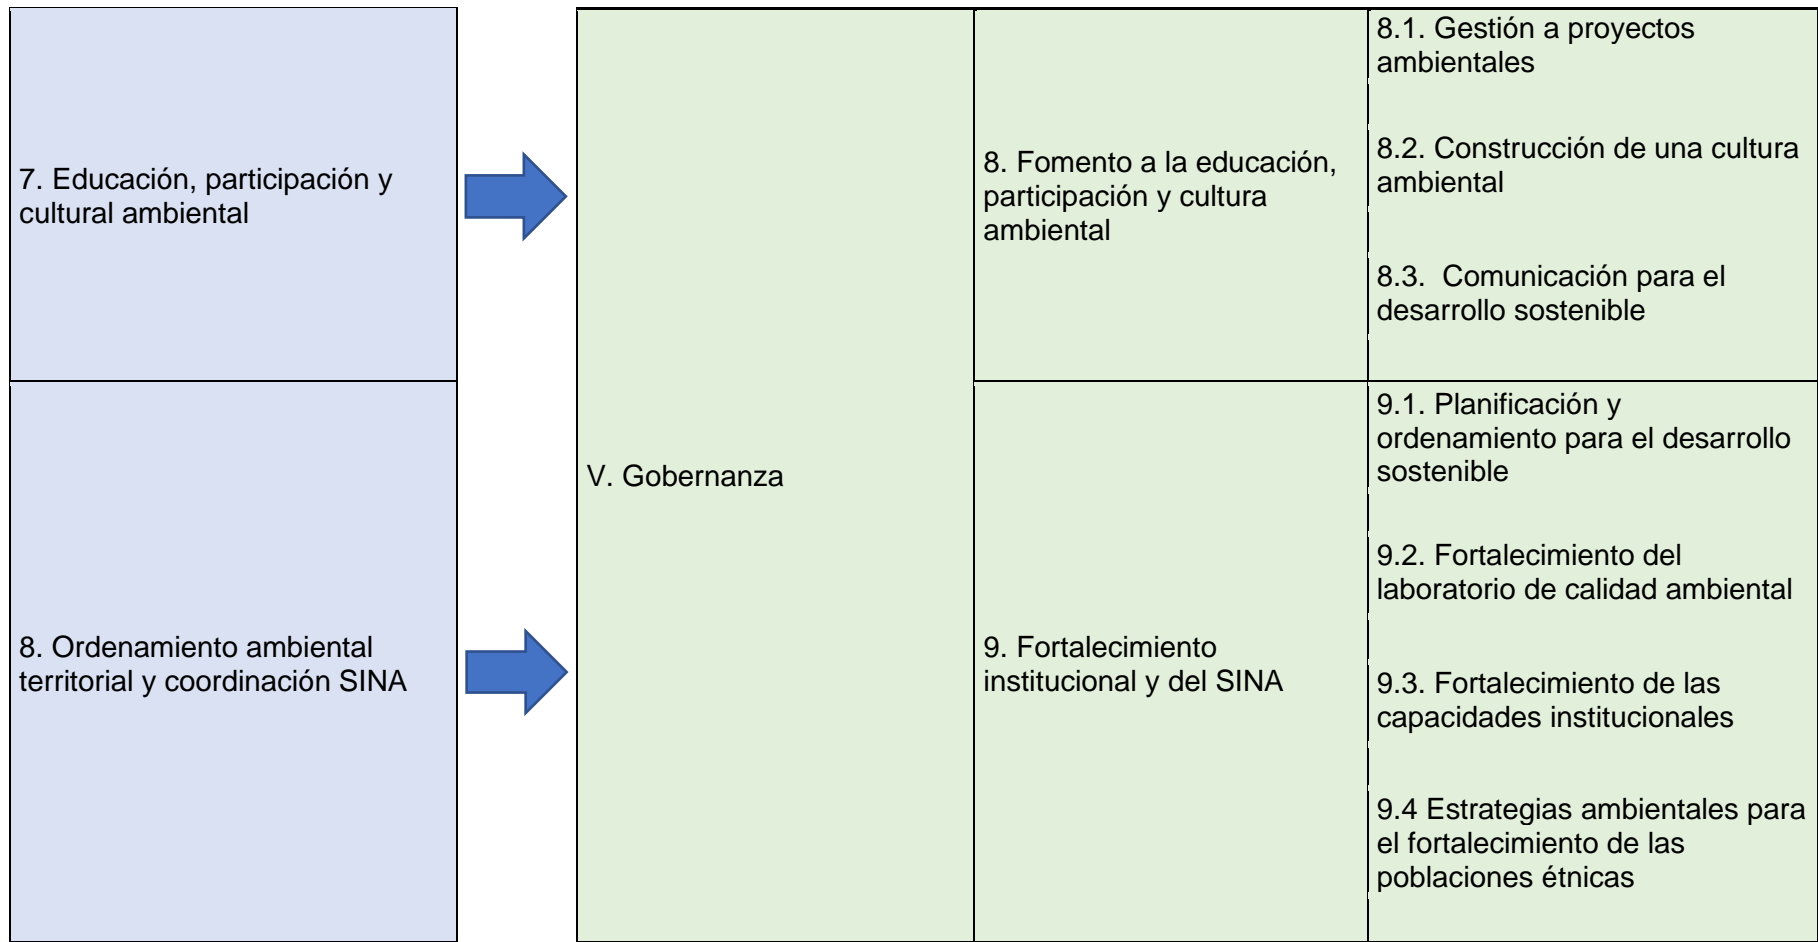 7. Educación, participación y
cultural ambiental
V. Gobernanza
8. Fomento a la educación,
participación y cultura
ambiental
8.1. Gestión a proyectos
ambientales
8.2. Construcción de una cultura
ambiental
8.3.  Comunicación para el
desarrollo sostenible
8. Ordenamiento ambiental
territorial y coordinación SINA
9. Fortalecimiento
institucional y del SINA
9.1. Planificación y
ordenamiento para el desarrollo
sostenible
9.2. Fortalecimiento del
laboratorio de calidad ambiental
9.3. Fortalecimiento de las
capacidades institucionales
9.4 Estrategias ambientales para
el fortalecimiento de las
poblaciones étnicas